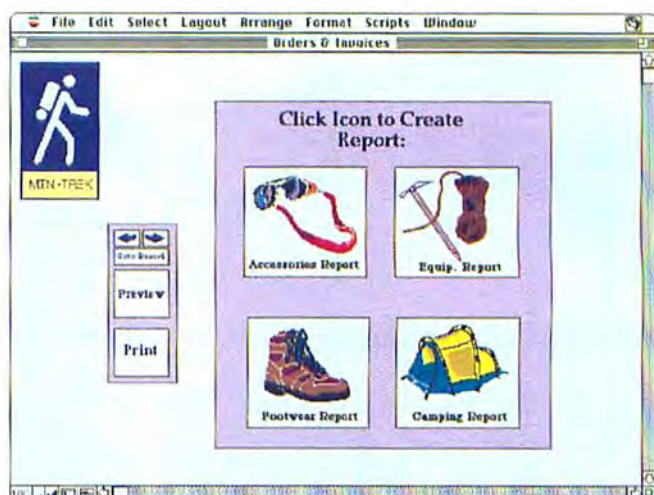 File Edit Select Layout Arrange Format Scripts Window
Orders & Invoices
MTN-TREK
Click Icon to Create
Report:
Accessories Report
Equip. Report
Preview
Print
Footwear Report
Camping Report